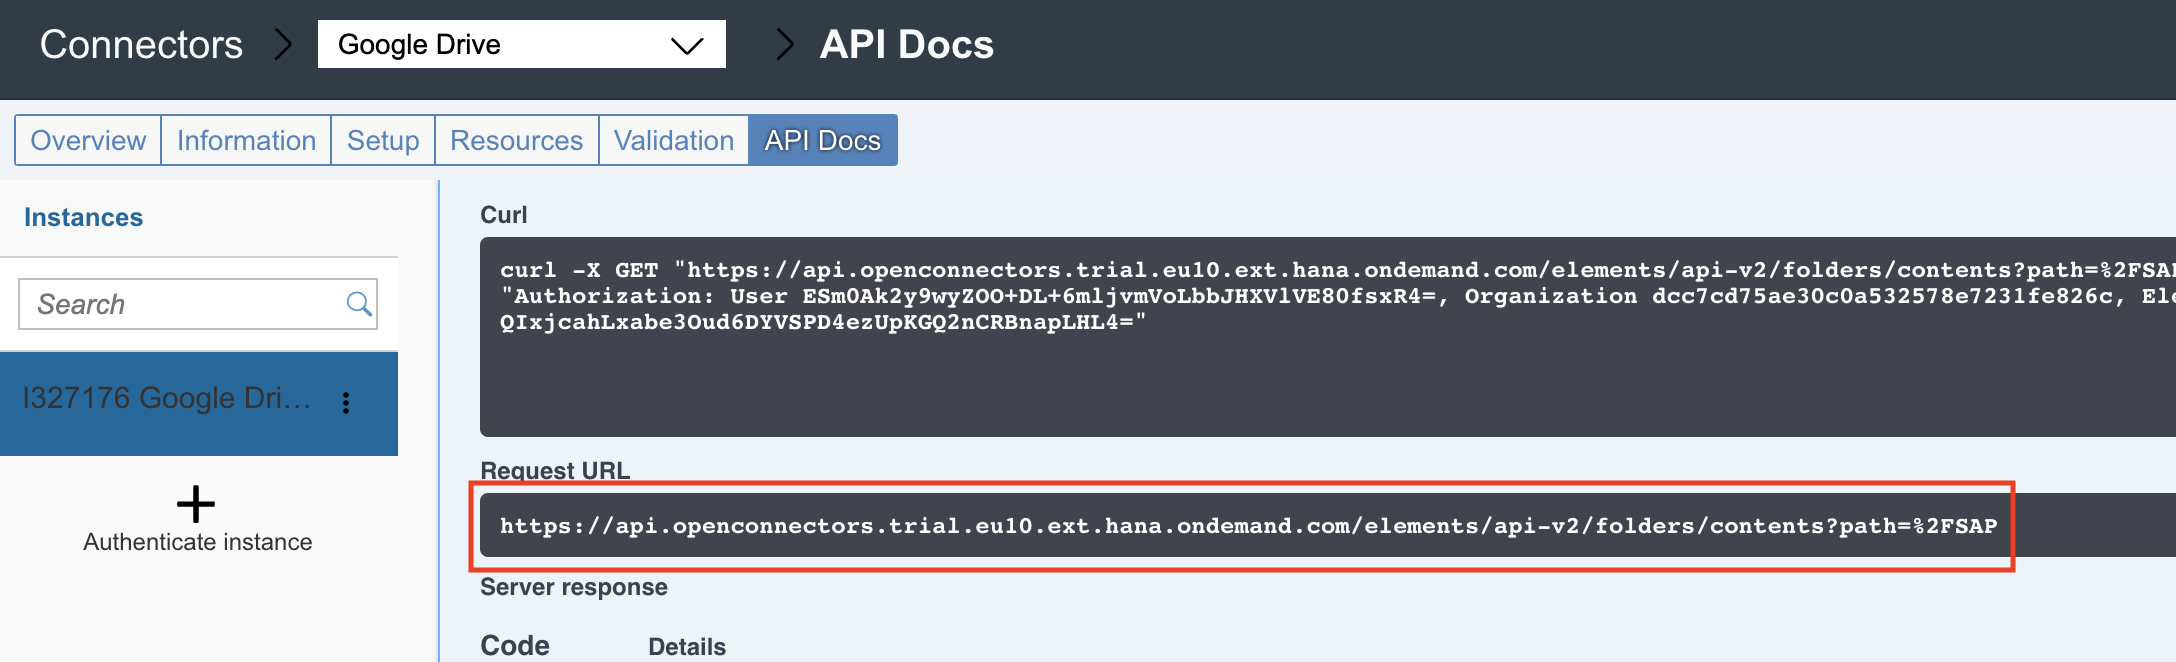 Connectors > Google Drive > API Docs
Overview Information Setup Resources Validation API Docs
Instances
Search
I327176 Google Dri...
Authenticate instance
Curl
curl -X GET "https://api.openconnectors.trial.eu10.ext.hana.ondemand.com/elements/api-v2/folders/contents?path=%2FSAP
"Authorization: User ESm0Ak2y9wyZOO+DL+6mljvmVoLbbJHXVlVE80fsxR4=, Organization dcc7cd75ae30c0a532578e7231fe826c, Ele
QIxjcahLxabe3Oud6DYVSPD4ezUpKGQ2nCRBnapLHL4="
Request URL
https://api.openconnectors.trial.eu10.ext.hana.ondemand.com/elements/api-v2/folders/contents?path=%2FSAP
Server response
Code Details